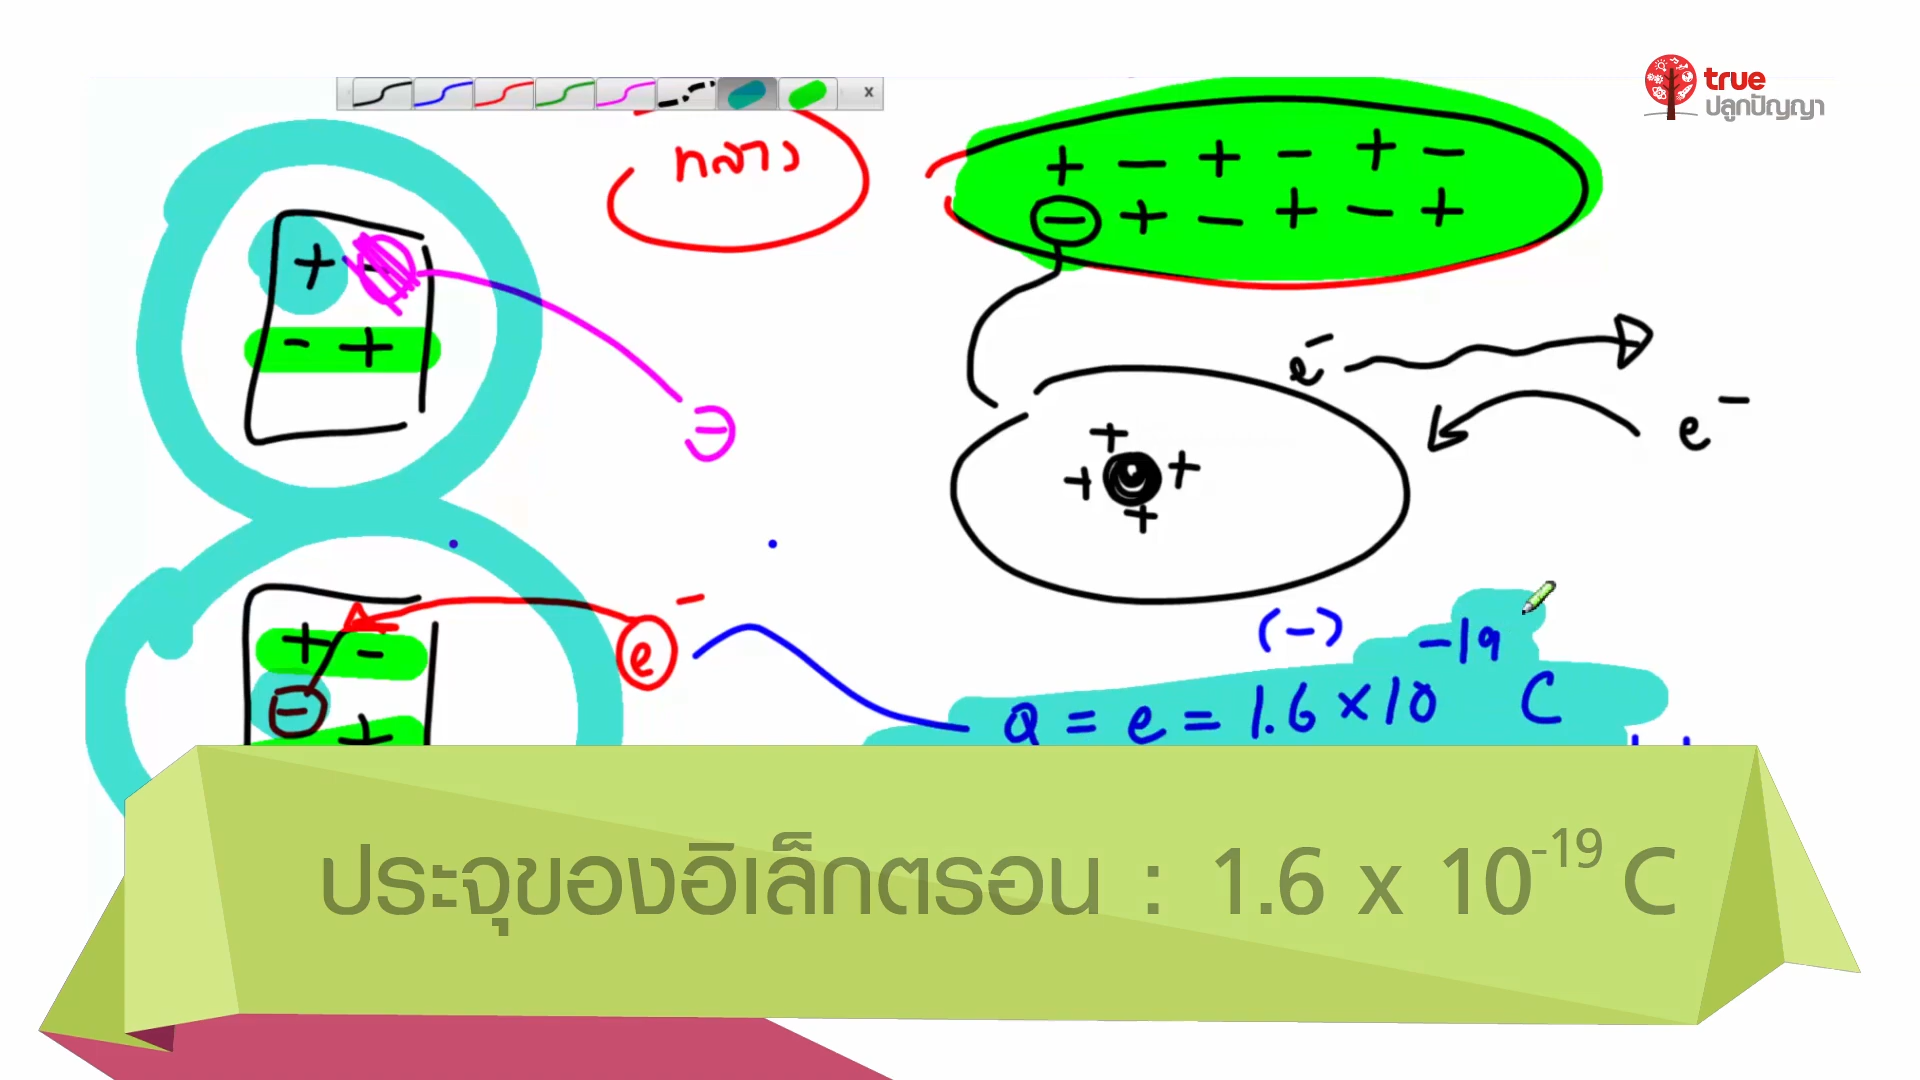 true
ปลูกปัญญา
x
กลาง
+ - + - + -
- + - + - +
+ -
- +
-
e-
e-
+
+ +
+
e-
+ -
-
+
(-)
Q = e = 1.6 x 10-19 C
ประจุของอิเล็กตรอน : 1.6 x 10-19 C